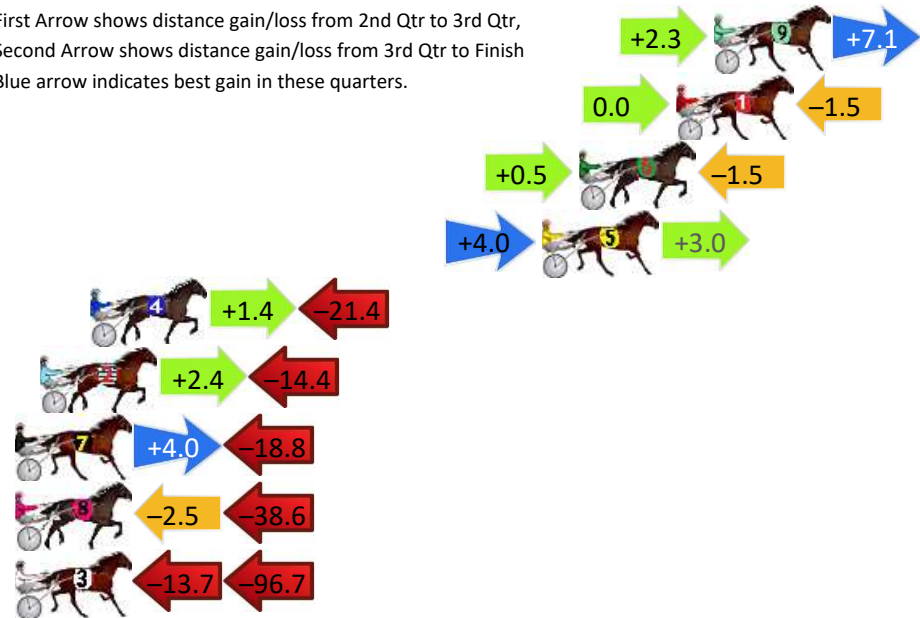 First Arrow shows distance gain/loss from 2nd Qtr to 3rd Qtr,
Second Arrow shows distance gain/loss from 3rd Qtr to Finish
Blue arrow indicates best gain in these quarters.
+2.3 9 +7.1
0.0 1 –1.5
+0.5 6 –1.5
+4.0 5 +3.0
4 +1.4 –21.4
2 +2.4 –14.4
7 +4.0 –18.8
8 –2.5 –38.6
3 –13.7 –96.7